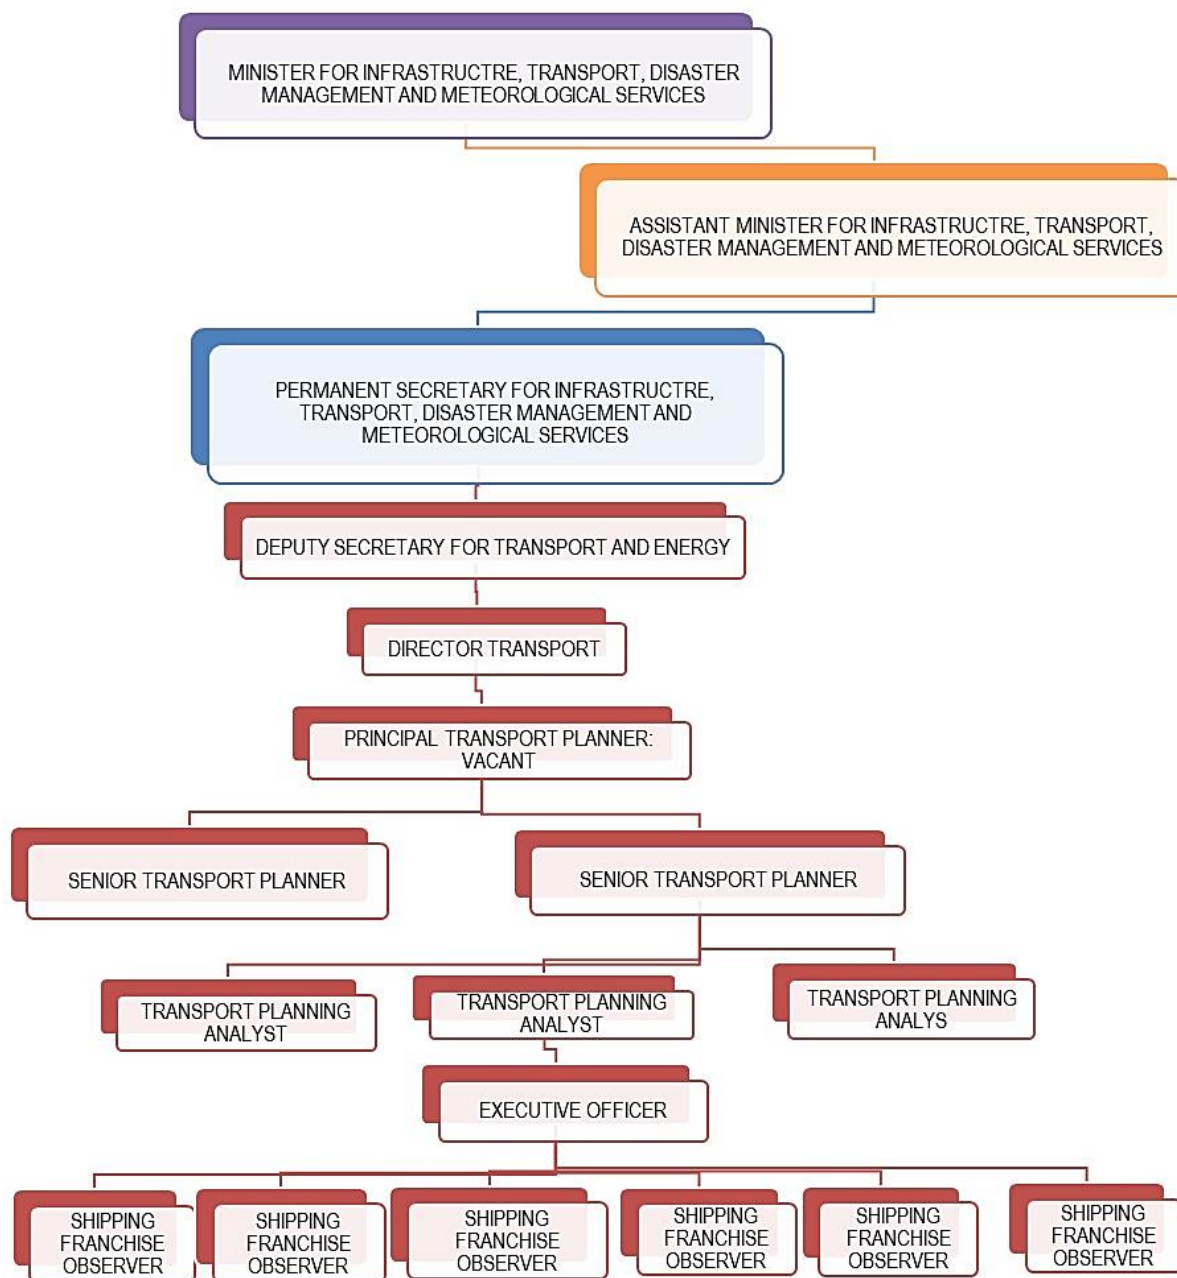 MINISTER FOR INFRASTRUCTRE, TRANSPORT, DISASTER
MANAGEMENT AND METEOROLOGICAL SERVICES
ASSISTANT MINISTER FOR INFRASTRUCTRE, TRANSPORT,
DISASTER MANAGEMENT AND METEOROLOGICAL SERVICES
PERMANENT SECRETARY FOR INFRASTRUCTRE,
TRANSPORT, DISASTER MANAGEMENT AND
METEOROLOGICAL SERVICES
DEPUTY SECRETARY FOR TRANSPORT AND ENERGY
DIRECTOR TRANSPORT
PRINCIPAL TRANSPORT PLANNER:
VACANT
SENIOR TRANSPORT PLANNER
SENIOR TRANSPORT PLANNER
TRANSPORT PLANNING
ANALYST
TRANSPORT PLANNING
ANALYST
TRANSPORT PLANNING
ANALYS
EXECUTIVE OFFICER
SHIPPING
FRANCHISE
OBSERVER
SHIPPING
FRANCHISE
OBSERVER
SHIPPING
FRANCHISE
OBSERVER
SHIPPING
FRANCHISE
OBSERVER
SHIPPING
FRANCHISE
OBSERVER
SHIPPING
FRANCHISE
OBSERVER